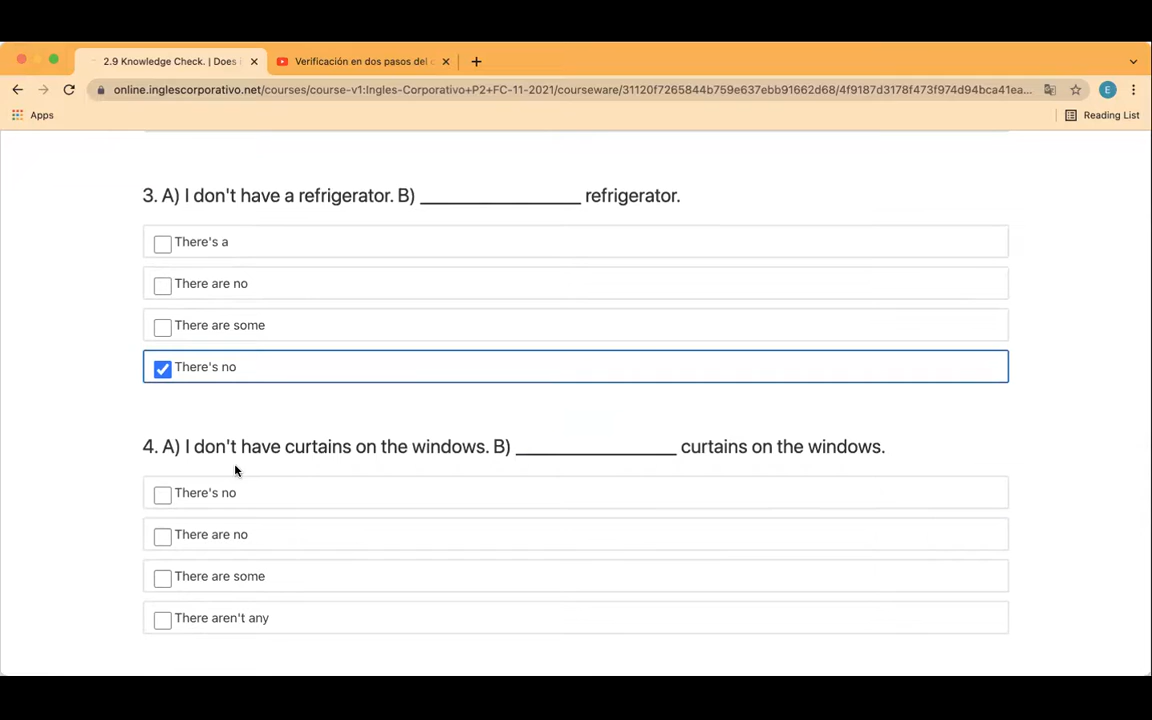 2.9 Knowledge Check. | Does
Verificación en dos pasos del
online.inglescorporativo.net/courses/course-v1:Ingles-Corporativo+P2+FC-11-2021/courseware/31120f7265844b759e637ebb91662d68/4f9187d3178f473f974d94bca41ea...
E
Apps
Reading List
3. A) I don't have a refrigerator. B) _________________ refrigerator.
There's a
There are no
There are some
There's no
4. A) I don't have curtains on the windows. B) _________________ curtains on the windows.
There's no
There are no
There are some
There aren't any